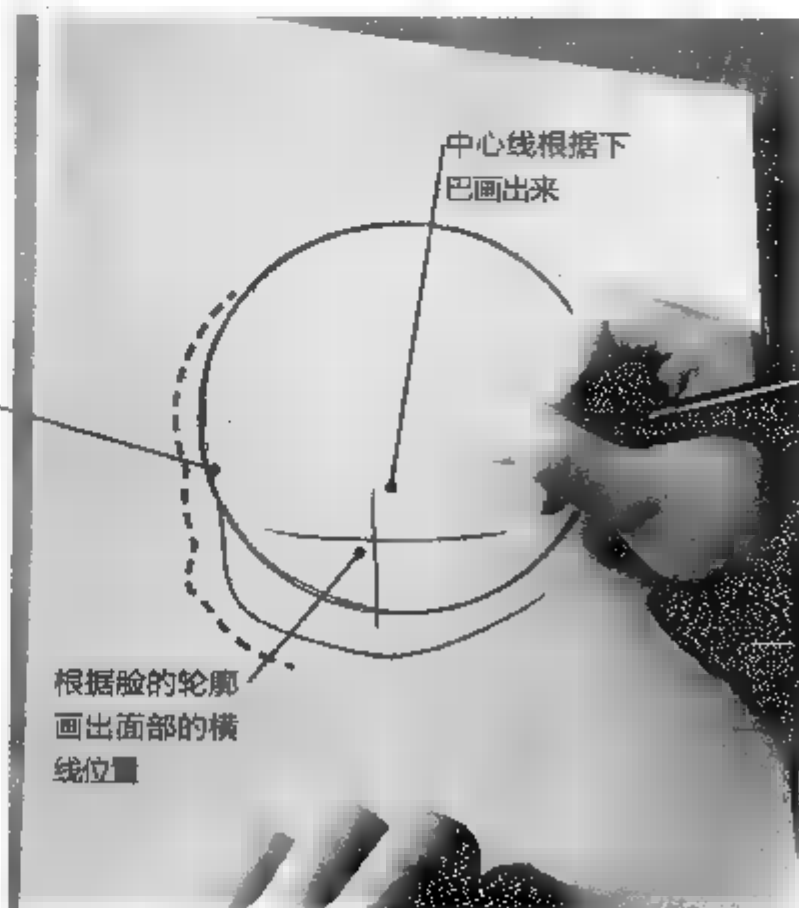 中心线根据下
巴画出来
根据脸的轮廓
画出面部的横
线位置